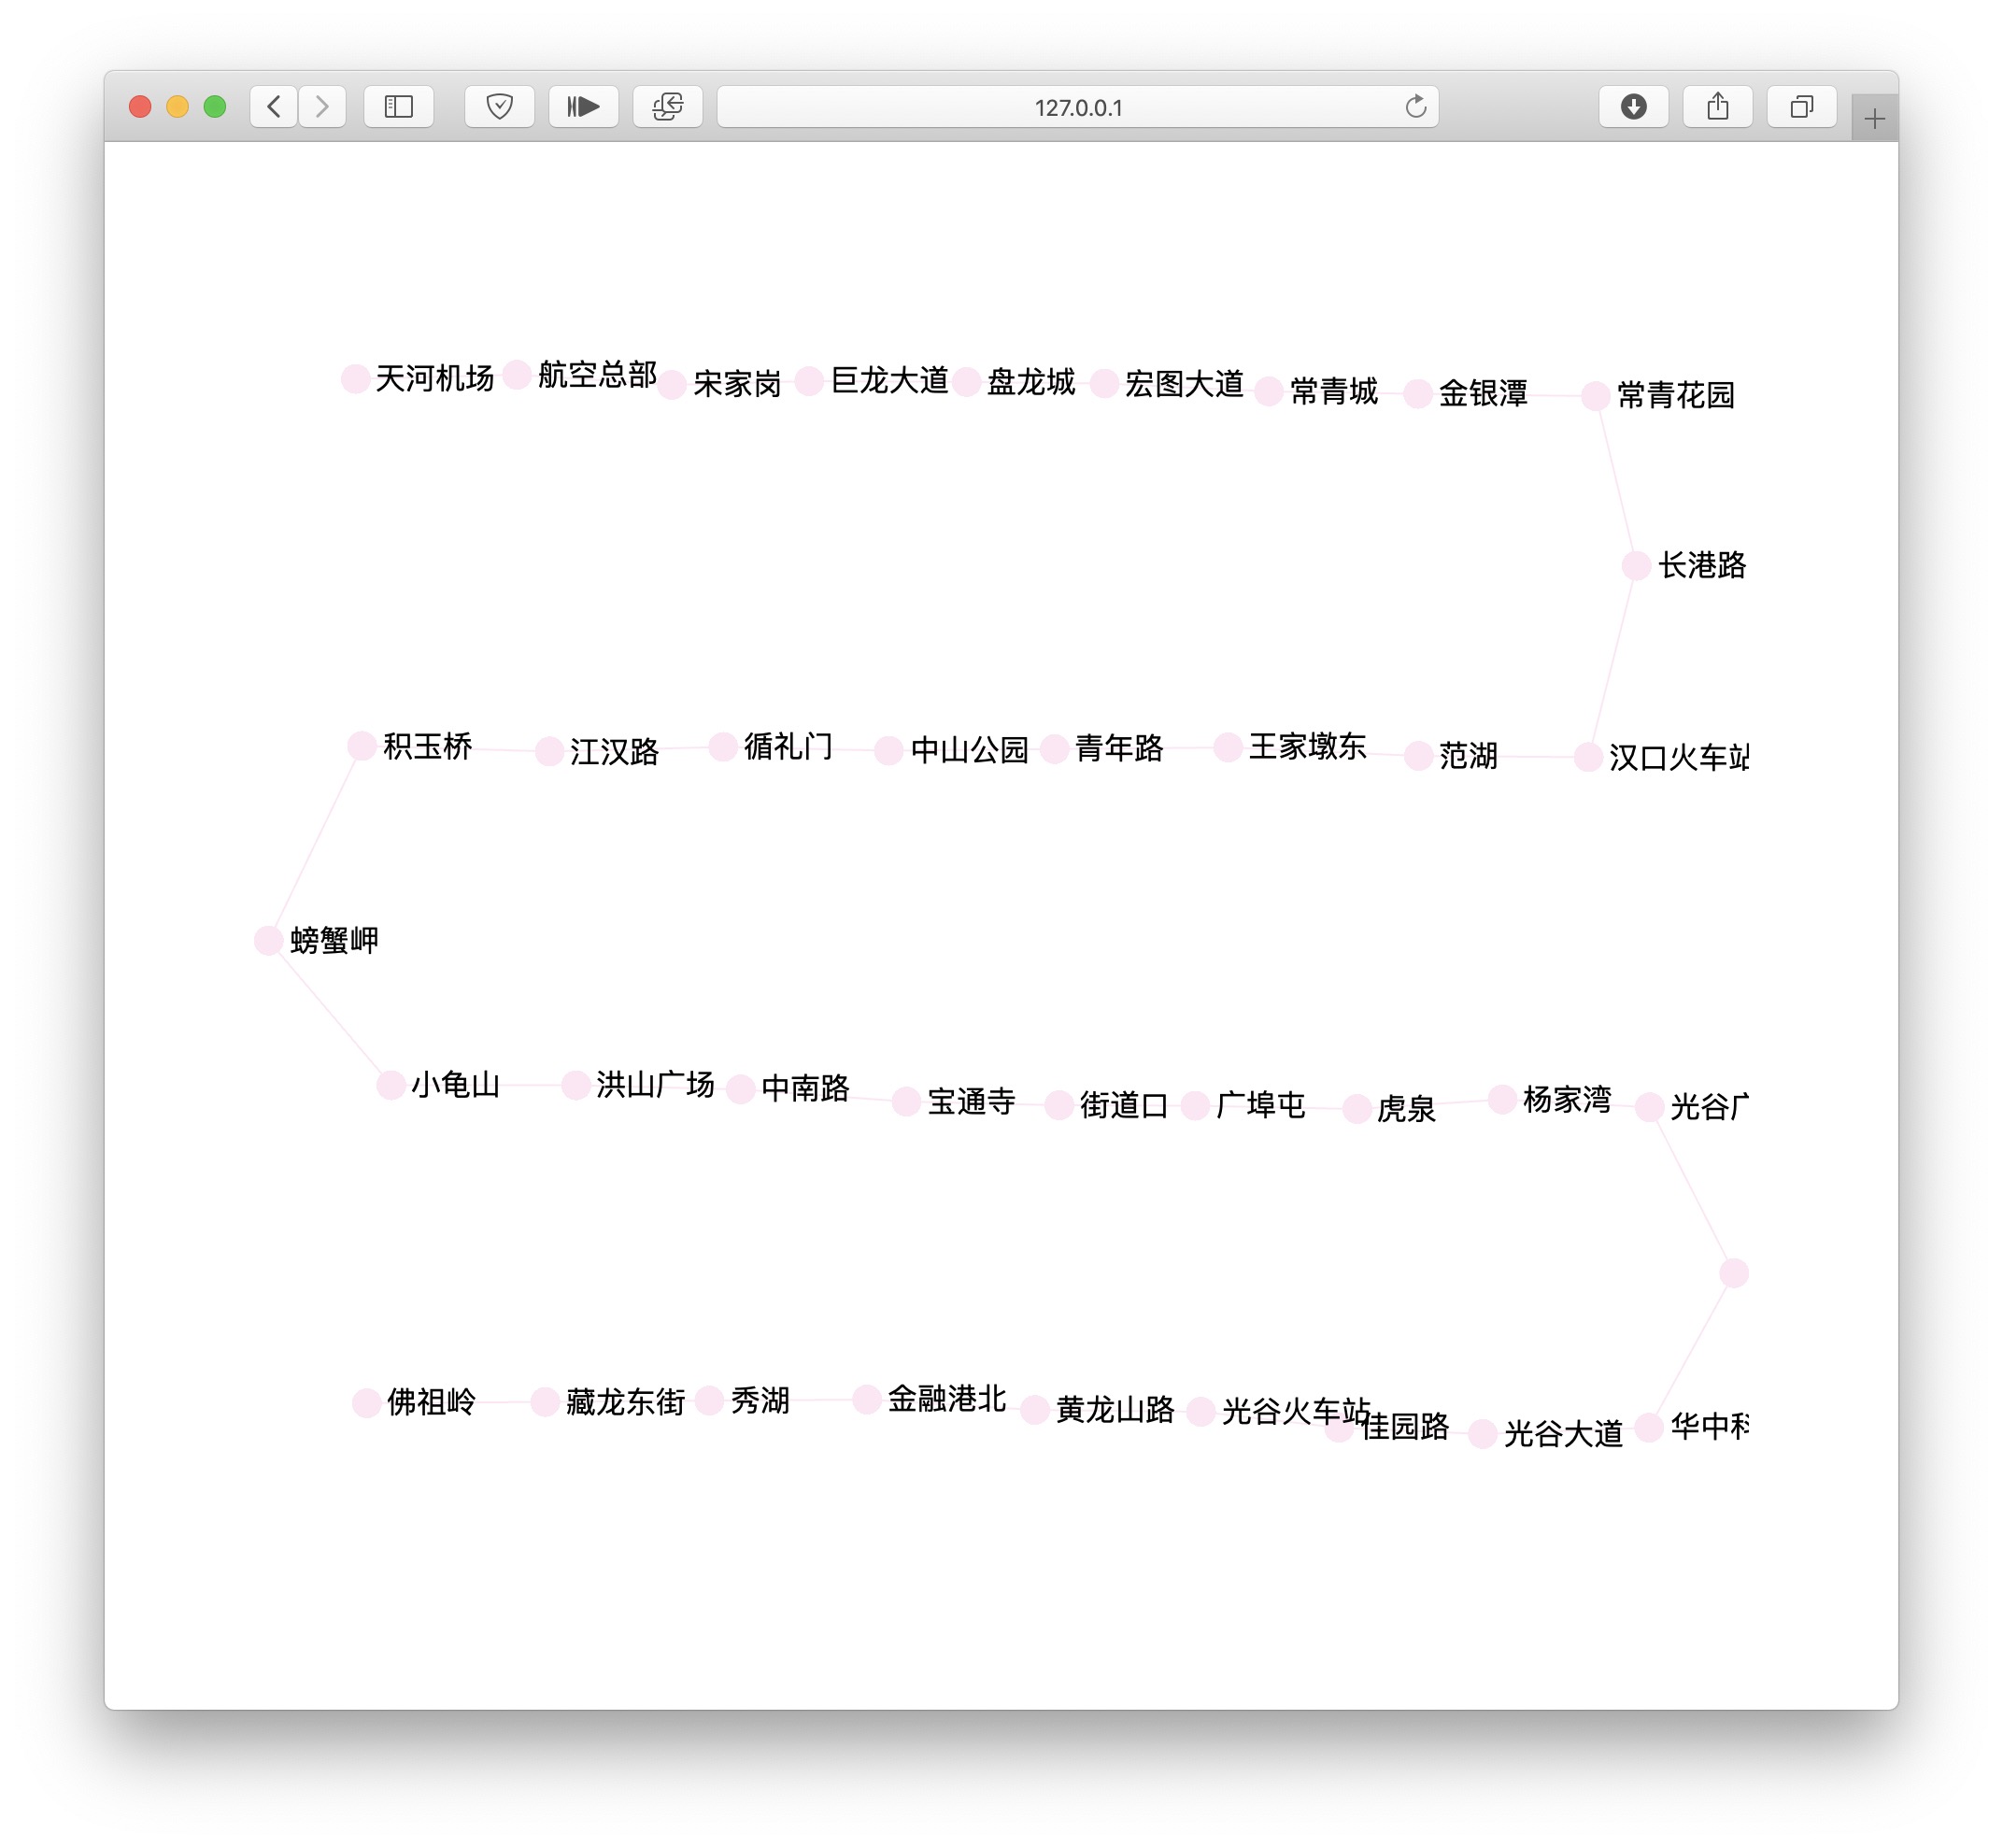 127.0.0.1
天河机场 航空总部 宋家岗 巨龙大道 盘龙城 宏图大道 常青城 金银潭 常青花园
长港路
积玉桥 江汉路 循礼门 中山公园 青年路 王家墩东 范湖 汉口火车站
螃蟹岬
小龟山 洪山广场 中南路 宝通寺 街道口 广埠屯 虎泉 杨家湾 光谷广
佛祖岭 藏龙东街 秀湖 金融港北 黄龙山路 光谷火车站 佳园路 光谷大道 华中科